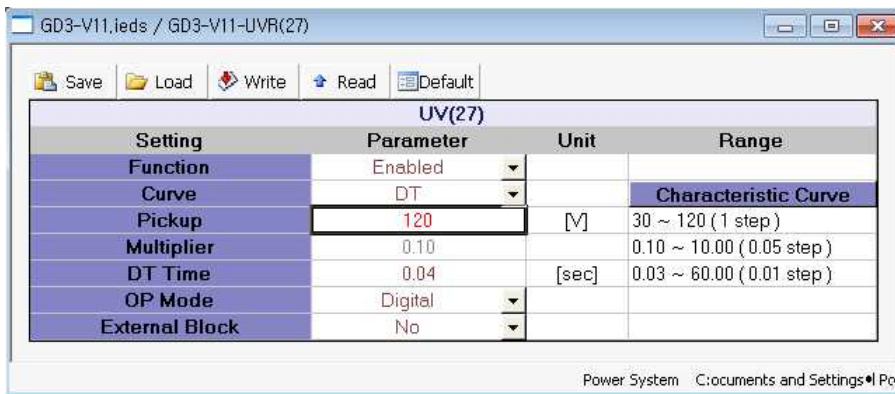 GD3-V11.ieds / GD3-V11-UVR(27)
Save Load Write Read Default
UV(27)
Setting Parameter Unit Range
Function Enabled
Curve DT Characteristic Curve
Pickup 120 [V] 30 ~ 120 ( 1 step )
Multiplier 0.10 0.10 ~ 10.00 ( 0.05 step )
DT Time 0.04 [sec] 0.03 ~ 60.00 ( 0.01 step )
OP Mode Digital
External Block No
Power System C:ocuments and Settings